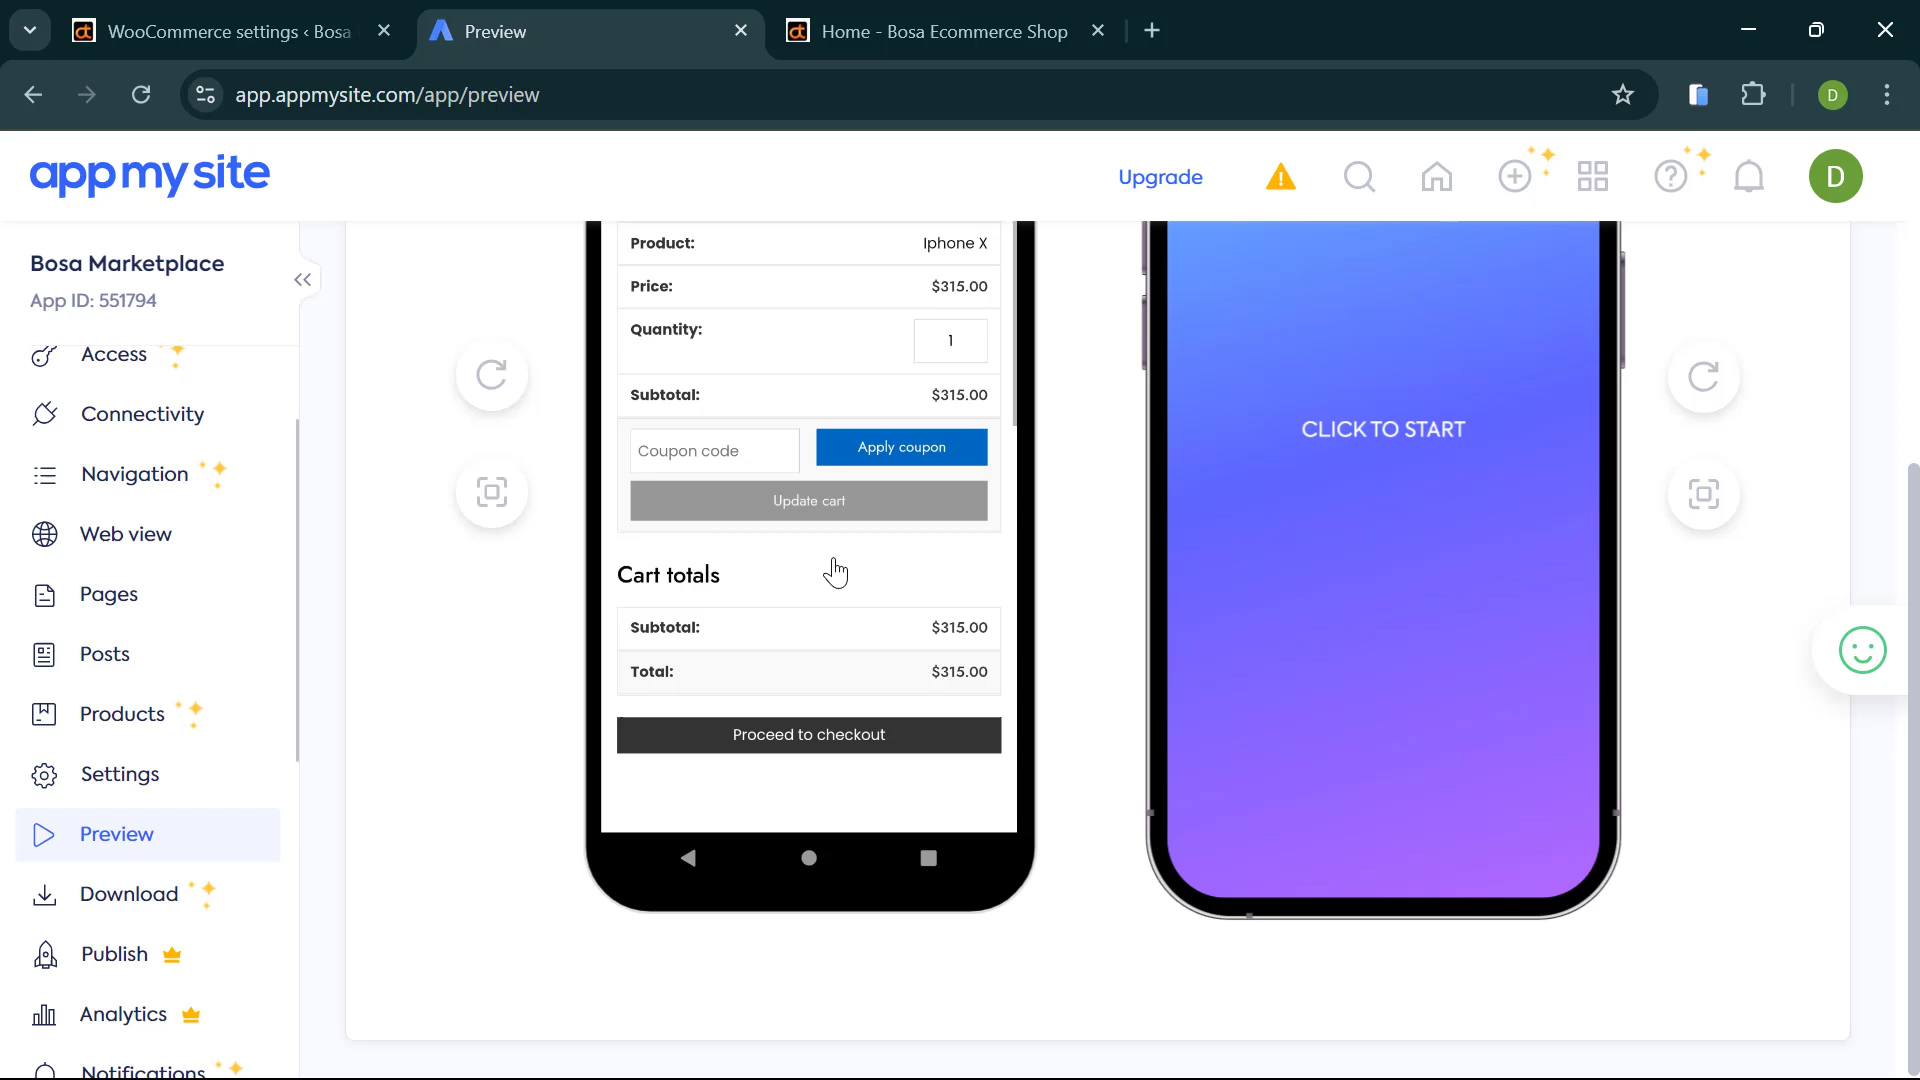 WooCommerce settings ‹ Bosa
Preview
Home - Bosa Ecommerce Shop
app.appmysite.com/app/preview
D
appmysite
Upgrade
D
Bosa Marketplace
App ID: 551794
Access
Connectivity
Navigation
Web view
Pages
Posts
Products
Settings
Preview
Download
Publish
Analytics
Notifications
Product: Iphone X
Price: $315.00
Quantity: 1
Subtotal: $315.00
Coupon code Apply coupon
Update cart
Cart totals
Subtotal: $315.00
Total: $315.00
Proceed to checkout
CLICK TO START